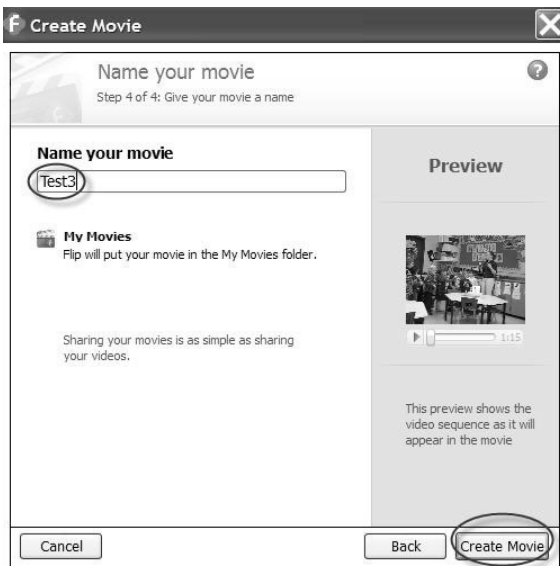 F Create Movie
Name your movie
Step 4 of 4: Give your movie a name
?
Name your movie
Test3
My Movies
Flip will put your movie in the My Movies folder.
Sharing your movies is as simple as sharing
your videos.
Preview
1:15
This preview shows the
video sequence as it will
appear in the movie
Cancel
Back
Create Movie